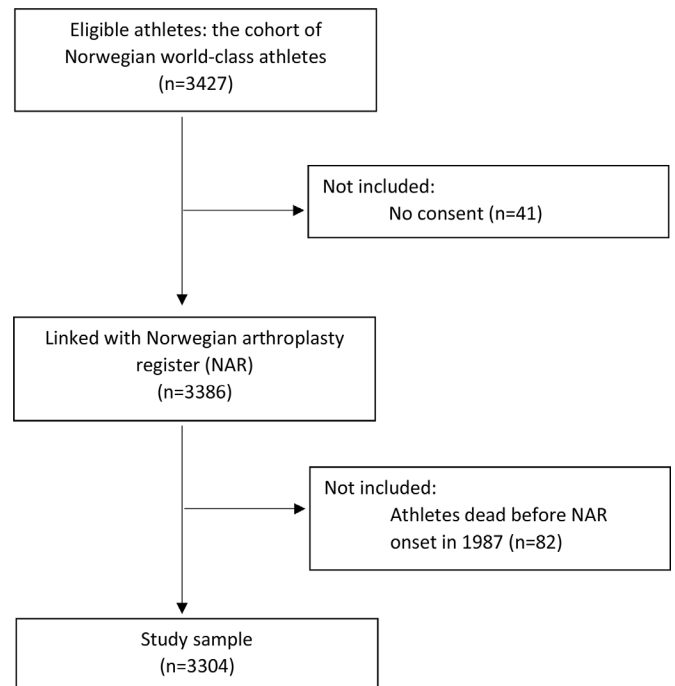 Eligible athletes: the cohort of
Norwegian world-class athletes
(n=3427)
Not included:
No consent (n=41)
Linked with Norwegian arthroplasty
register (NAR)
(n=3386)
Not included:
Athletes dead before NAR
onset in 1987 (n=82)
Study sample
(n=3304)